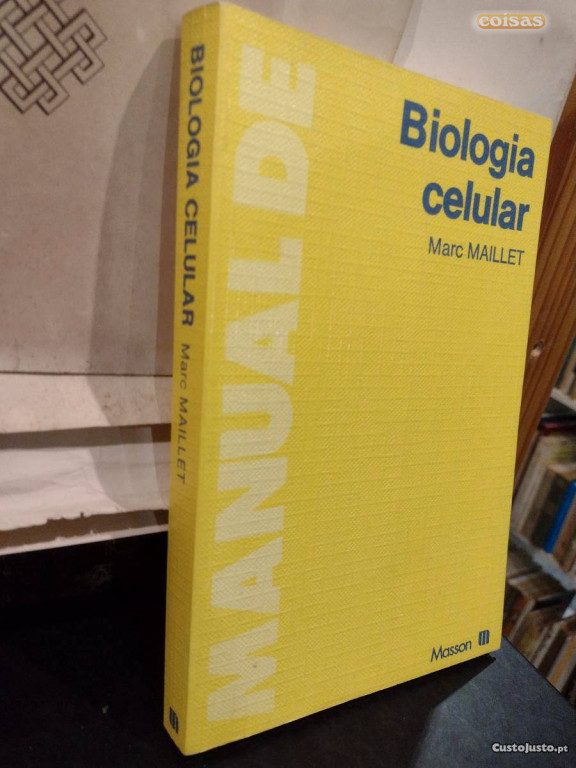 coisas
BIOLOGIA CELULAR Marc MAILLET
MANUAL DE
Biologia
celular
Marc MAILLET
Masson m
m
CustoJusto.pt